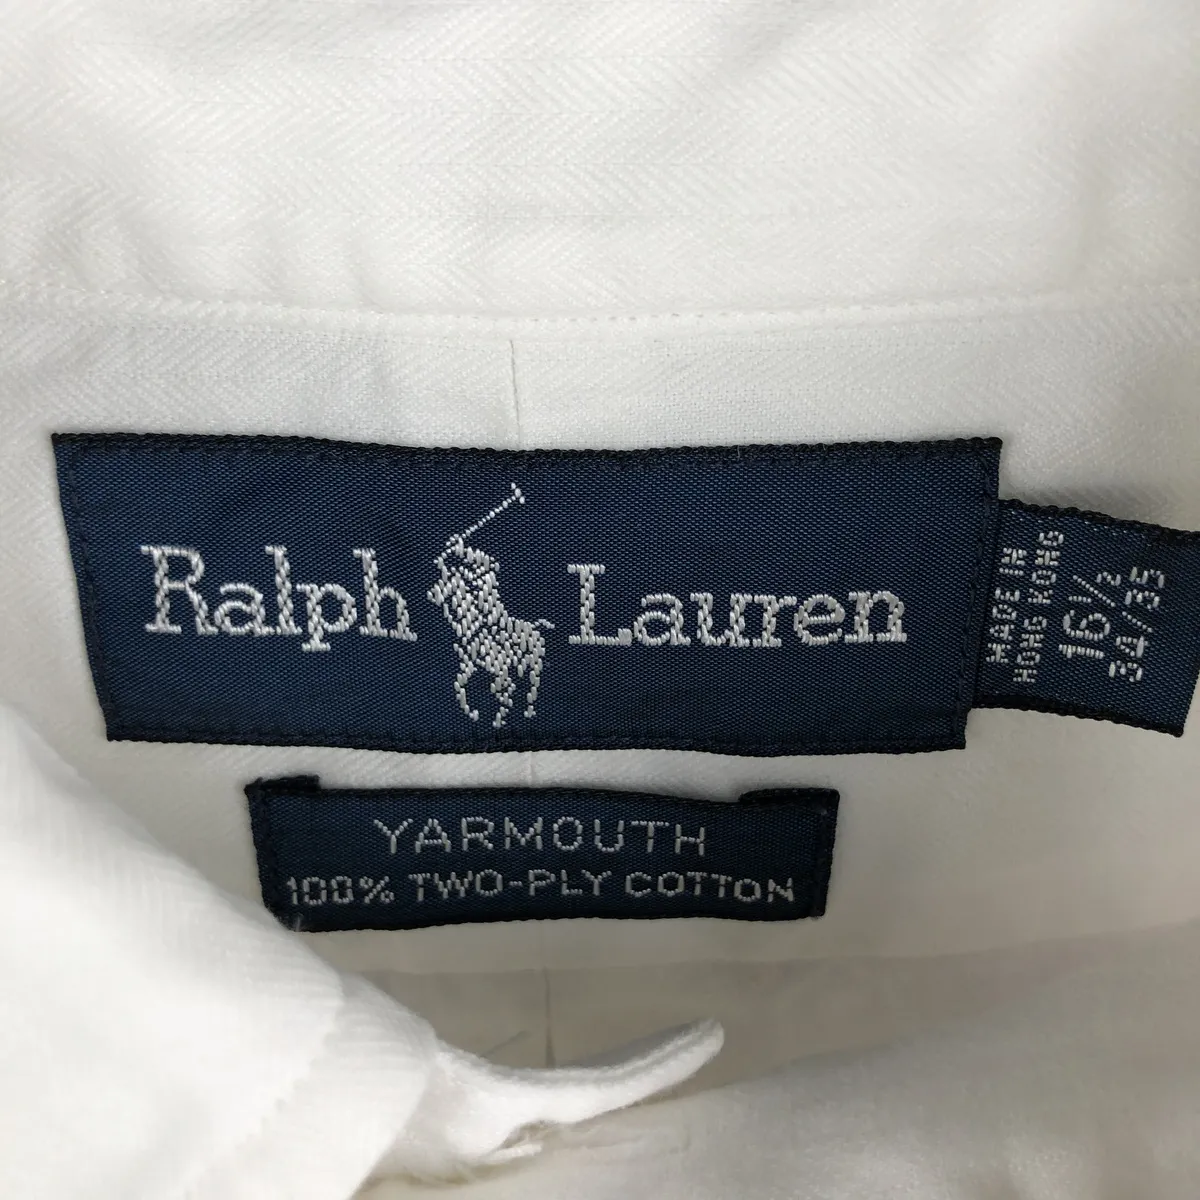 Ralph Lauren
MADE IN
HONG KONG
16½
34/35
YARMOUTH
100% TWO-PLY COTTON